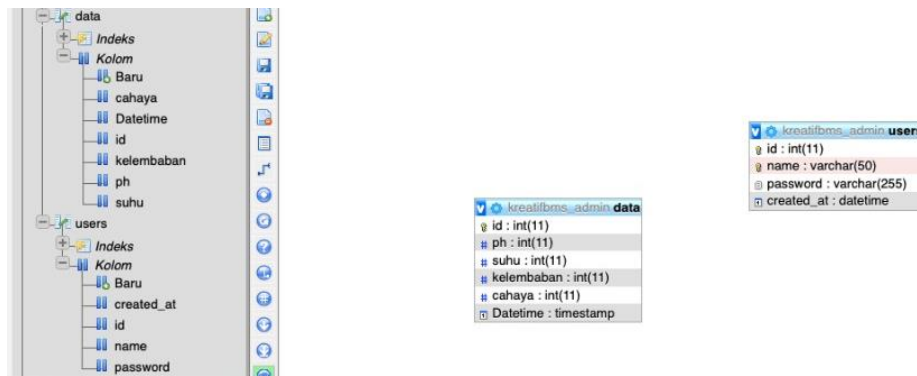 data
Indeks
Kolom
Baru
cahaya
Datetime
id
kelembaban
ph
suhu
users
Indeks
Kolom
Baru
created_at
id
name
password
kreatifbms_admin data
id : int(11)
ph : int(11)
suhu : int(11)
kelembaban : int(11)
cahaya : int(11)
Datetime : timestamp
kreatifbms_admin users
id : int(11)
name : varchar(50)
password : varchar(255)
created_at : datetime